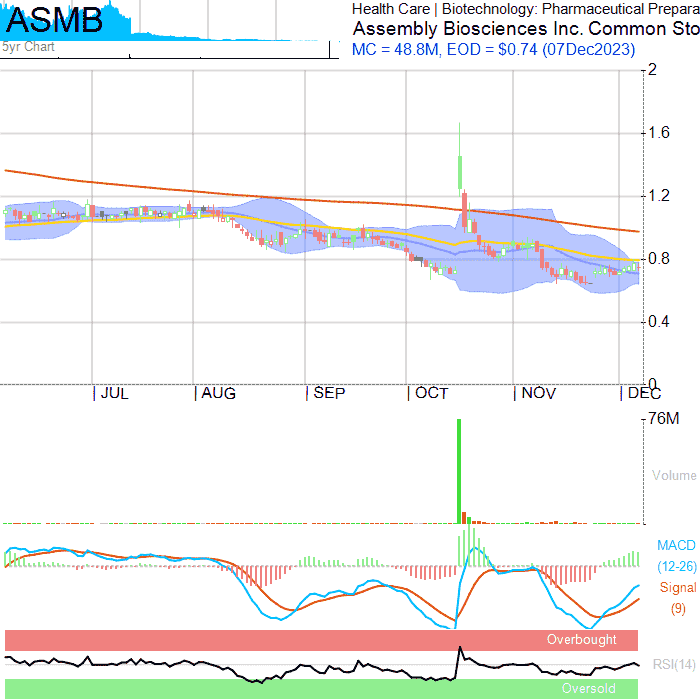 ASMB
5yr Chart
Health Care | Biotechnology: Pharmaceutical Prepara
Assembly Biosciences Inc. Common Sto
MC = 48.8M, EOD = $0.74 (07Dec2023)
2
1.6
1.2
0.8
0.4
0
JUL AUG SEP OCT NOV DEC
76M
Volume
MACD
(12-26)
Signal
(9)
Overbought
RSI(14)
Oversold